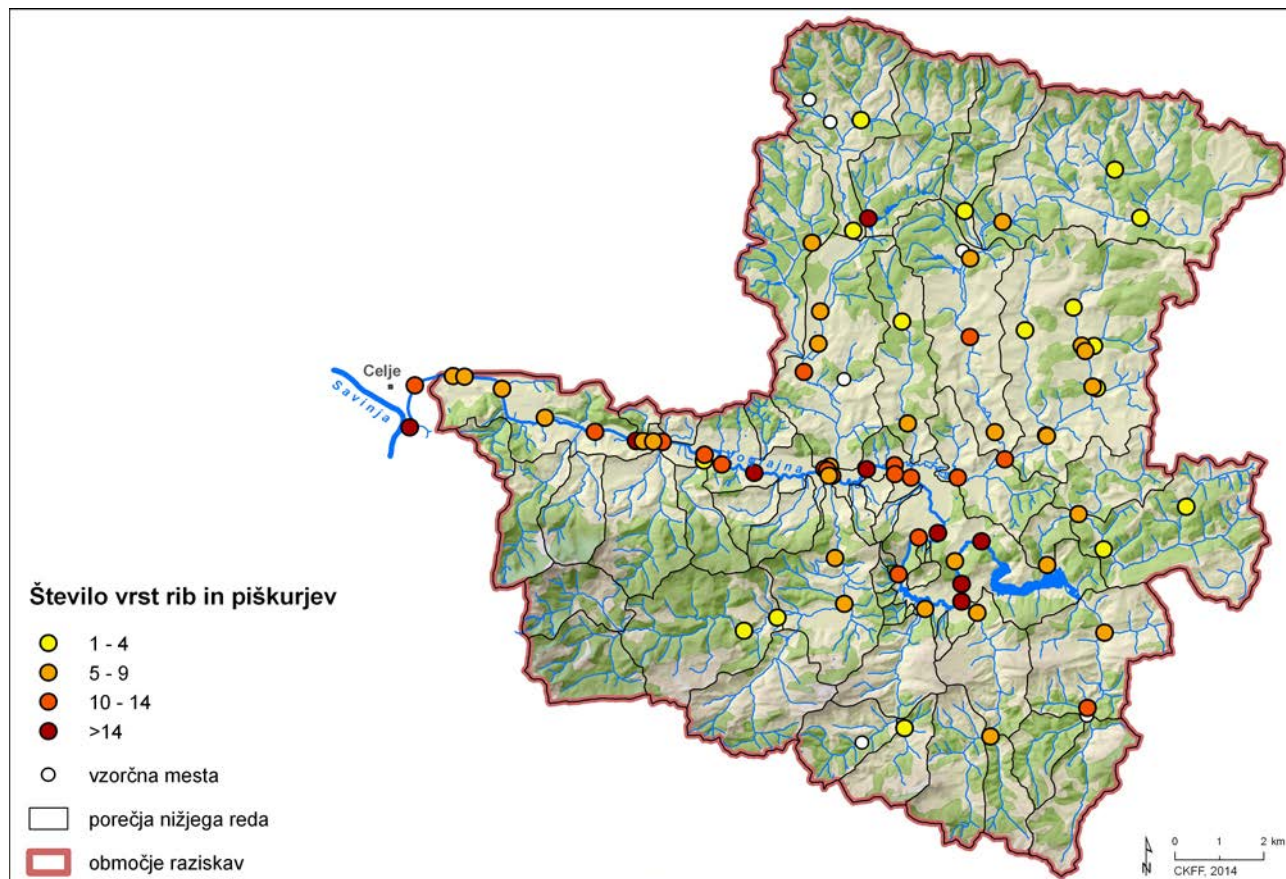 Celje
Savinja
Voglajna
Število vrst rib in piškurjev
1 - 4
5 - 9
10 - 14
>14
vzorčna mesta
porečja nižjega reda
območje raziskav
N
0 1 2 km
CKFF, 2014